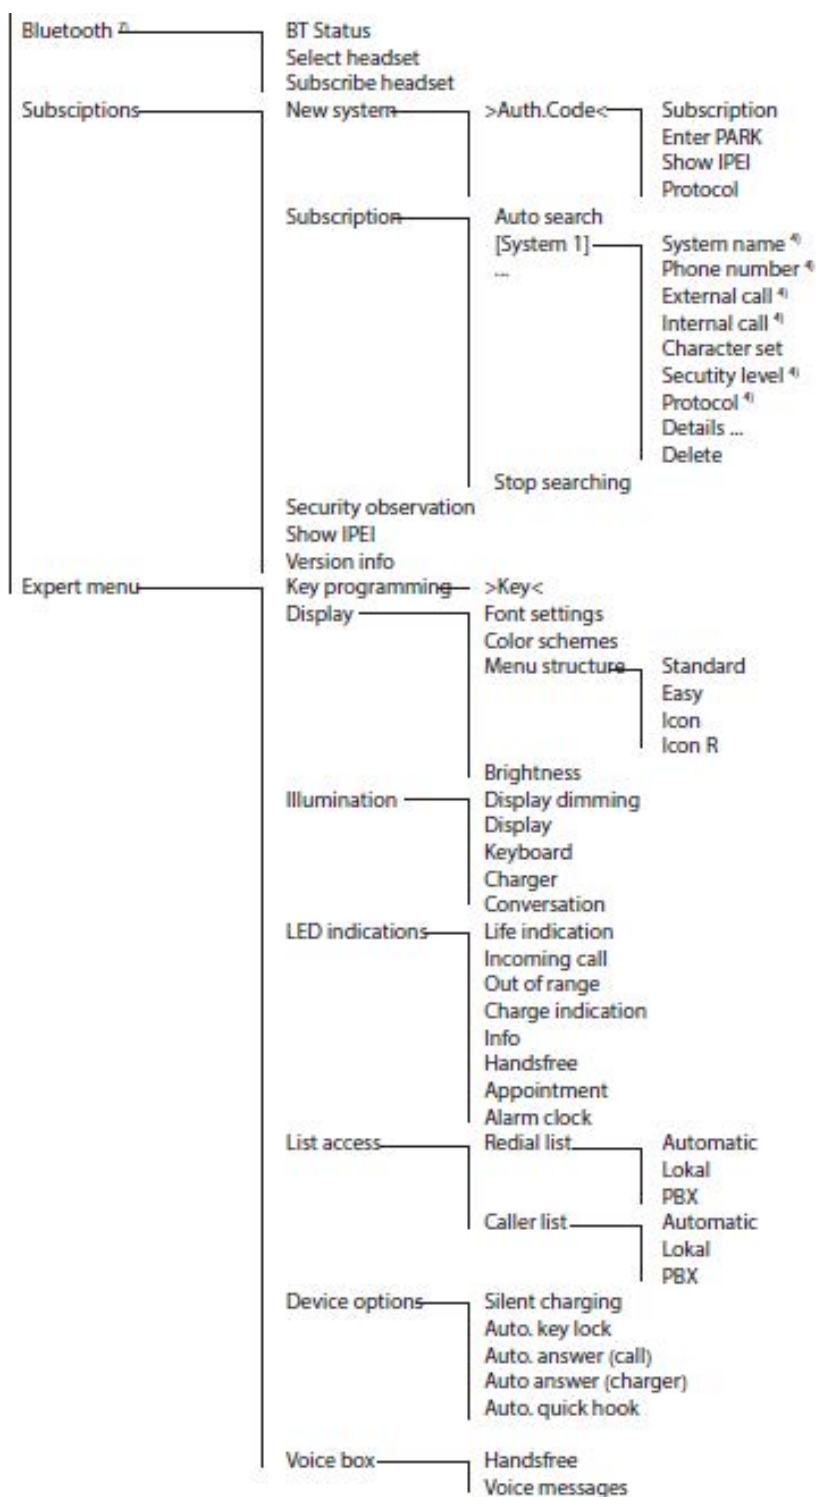 Bluetooth 7) BT Status
Select headset
Subscribe headset
Subsciptions New system >Auth.Code< Subscription
Enter PARK
Show IPEI
Protocol
Subscription Auto search
[System 1] System name 4)
... Phone number 4)
External call 4)
Internal call 4)
Character set
Secutity level 4)
Protocol 4)
Details ...
Delete
Stop searching
Security observation
Show IPEI
Version info
Expert menu Key programming >Key<
Display Font settings
Color schemes
Menu structure Standard
Easy
Icon
Icon R
Brightness
Illumination Display dimming
Display
Keyboard
Charger
Conversation
LED indications Life indication
Incoming call
Out of range
Charge indication
Info
Handsfree
Appointment
Alarm clock
List access Redial list Automatic
Lokal
PBX
Caller list Automatic
Lokal
PBX
Device options Silent charging
Auto. key lock
Auto. answer (call)
Auto answer (charger)
Auto. quick hook
Voice box Handsfree
Voice messages